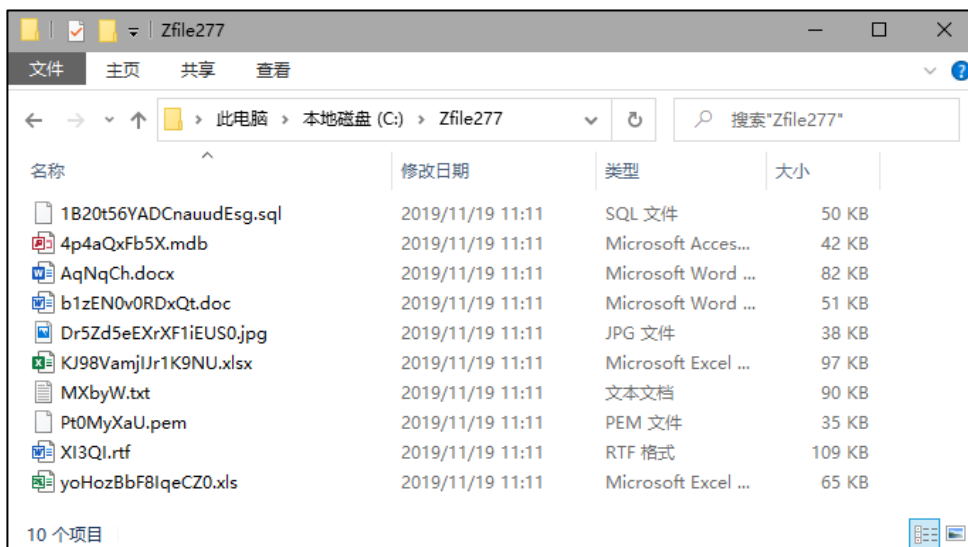 Zfile277
文件 主页 共享 查看
此电脑 › 本地磁盘 (C:) › Zfile277 搜索"Zfile277"
名称 修改日期 类型 大小
1B20t56YADCnauudEsg.sql 2019/11/19 11:11 SQL 文件 50 KB
4p4aQxFb5X.mdb 2019/11/19 11:11 Microsoft Acces... 42 KB
AqNqCh.docx 2019/11/19 11:11 Microsoft Word ... 82 KB
b1zEN0v0RDxQt.doc 2019/11/19 11:11 Microsoft Word ... 51 KB
Dr5Zd5eEXrXF1iEUS0.jpg 2019/11/19 11:11 JPG 文件 38 KB
KJ98VamjIJr1K9NU.xlsx 2019/11/19 11:11 Microsoft Excel ... 97 KB
MXbyW.txt 2019/11/19 11:11 文本文档 90 KB
Pt0MyXaU.pem 2019/11/19 11:11 PEM 文件 35 KB
XI3QI.rtf 2019/11/19 11:11 RTF 格式 109 KB
yoHozBbF8IqeCZ0.xls 2019/11/19 11:11 Microsoft Excel ... 65 KB
10 个项目